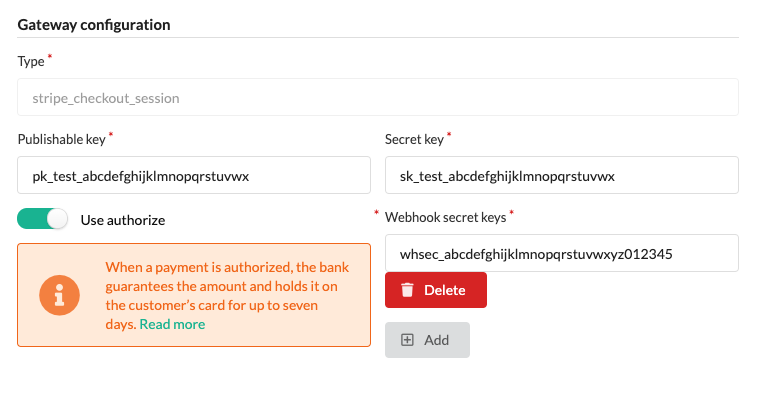 Gateway configuration
Type *
stripe_checkout_session
Publishable key *
Secret key *
pk_test_abcdefghijklmnopqrstuvwx
sk_test_abcdefghijklmnopqrstuvwx
Use authorize
* Webhook secret keys *
whsec_abcdefghijklmnopqrstuvwxyz012345
When a payment is authorized, the bank
guarantees the amount and holds it on
the customer's card for up to seven
days. Read more
Delete
Add